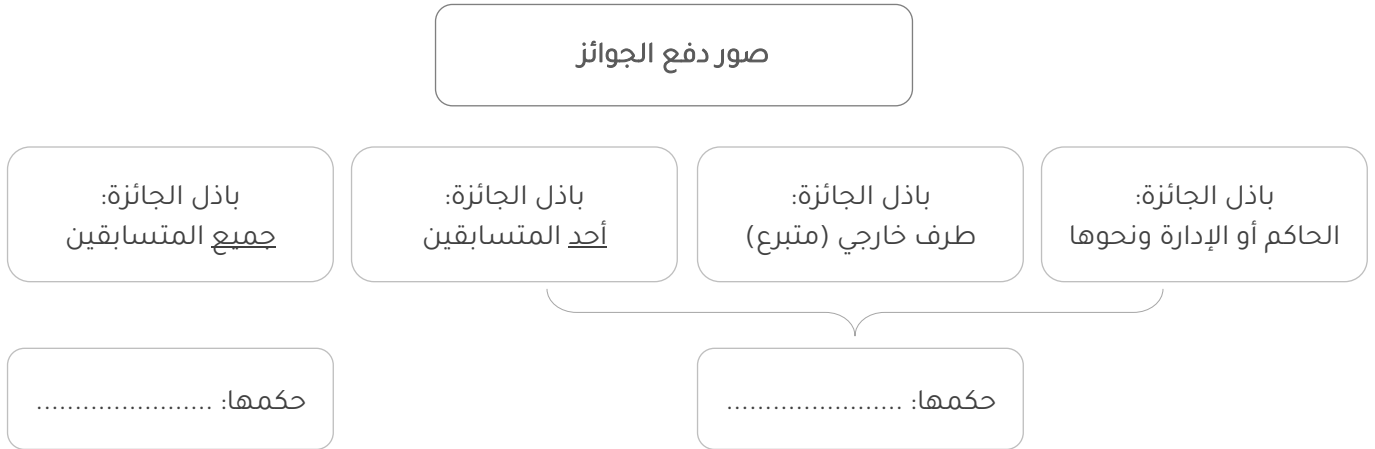 صور دفع الجوائز
باذل الجائزة:
الحاكم أو الإدارة ونحوها
باذل الجائزة:
طرف خارجي (متبرع)
باذل الجائزة:
أحد المتسابقين
باذل الجائزة:
جميع المتسابقين
حكمها: .......................
حكمها: .......................